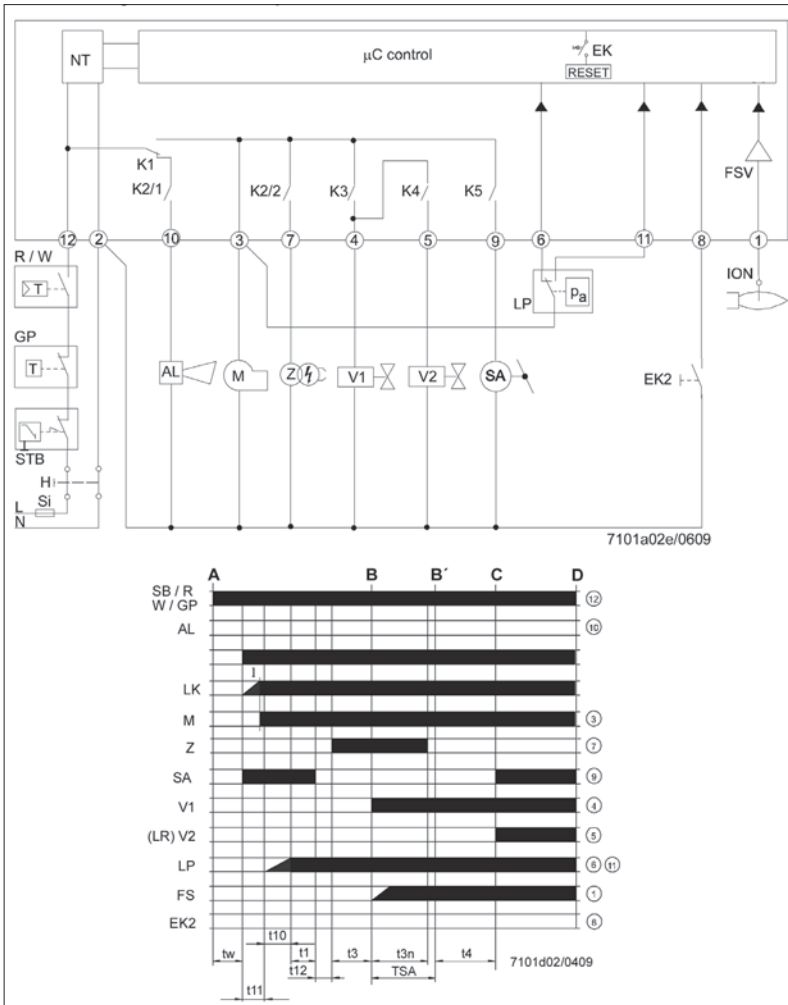 NT
µC control
EK
RESET
FSV
K1
K2/1
K2/2
K3
K4
K5
12
2
10
3
7
4
5
9
6
11
8
1
R / W
T
LP
Pa
ION
GP
T
AL
M
Z
V1
V2
SA
EK2
STB
H
Si
L
N
7101a02e/0609
A
B
B´
C
D
SB / R
W / GP
12
AL
10
1
LK
M
3
Z
7
SA
9
V1
4
(LR) V2
5
LP
6 11
FS
1
EK2
8
t10
tw
t1
t3
t3n
t4
7101d02/0409
t12
TSA
t11